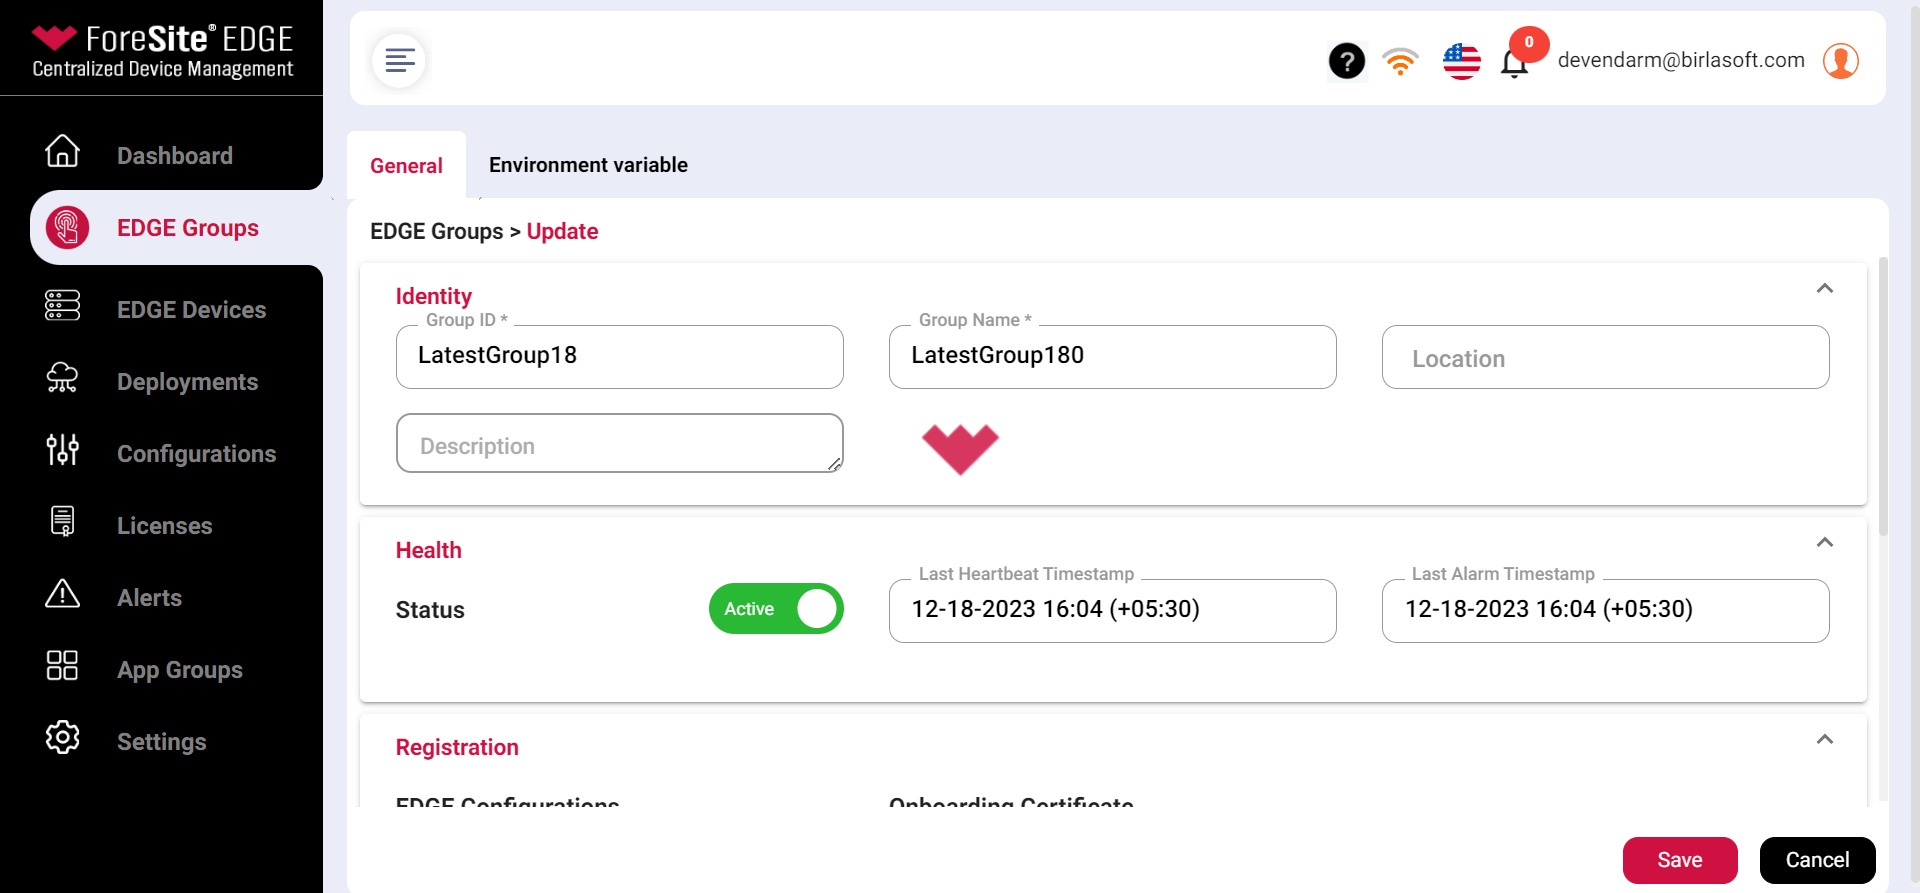 ForeSite® EDGE
Centralized Device Management
Dashboard
EDGE Groups
EDGE Devices
Deployments
Configurations
Licenses
Alerts
App Groups
Settings
?
0
devendarm@birlasoft.com
General
Environment variable
EDGE Groups > Update
Identity
Group ID *
LatestGroup18
Group Name *
LatestGroup180
Location
Description
Health
Status
Active
Last Heartbeat Timestamp
12-18-2023 16:04 (+05:30)
Last Alarm Timestamp
12-18-2023 16:04 (+05:30)
Registration
EDGE Configurations
Onboarding Certificate
Save
Cancel